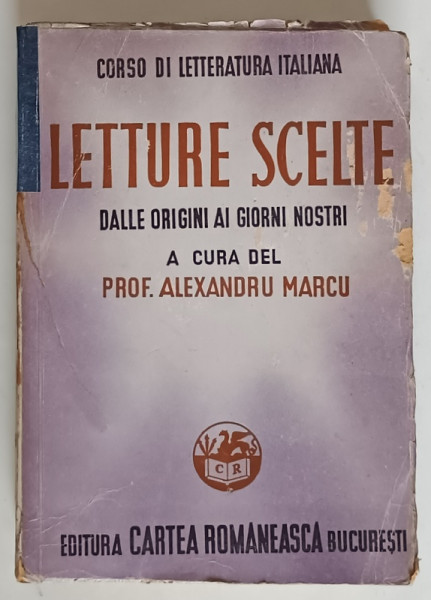 CORSO DI LETTERATURA ITALIANA
LETTURE SCELTE
DALLE ORIGINI AI GIORNI NOSTRI
A CURA DEL
PROF. ALEXANDRU MARCU
C R
EDITURA CARTEA ROMANEASCA BUCUREȘTI